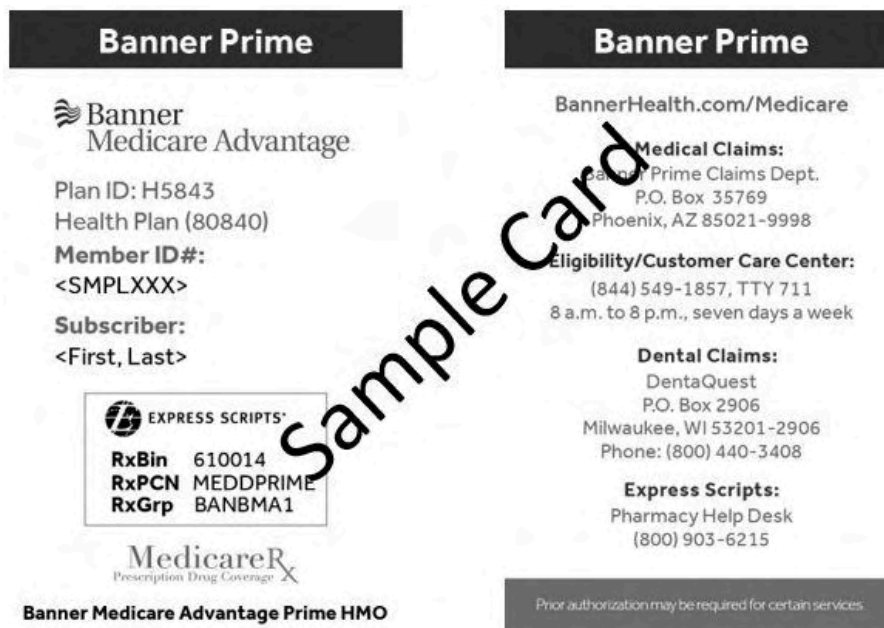 Banner Prime
Banner
Medicare Advantage
Plan ID: H5843
Health Plan (80840)
Member ID#:
<SMPLXXX>
Subscriber:
<First, Last>
EXPRESS SCRIPTS®
RxBin 610014
RxPCN MEDDPRIME
RxGrp BANBMA1
MedicareRx
Prescription Drug Coverage
Banner Medicare Advantage Prime HMO
Sample Card
Banner Prime
BannerHealth.com/Medicare
Medical Claims:
Banner Prime Claims Dept.
P.O. Box 35769
Phoenix, AZ 85021-9998
Eligibility/Customer Care Center:
(844) 549-1857, TTY 711
8 a.m. to 8 p.m., seven days a week
Dental Claims:
DentaQuest
P.O. Box 2906
Milwaukee, WI 53201-2906
Phone: (800) 440-3408
Express Scripts:
Pharmacy Help Desk
(800) 903-6215
Prior authorization may be required for certain services.